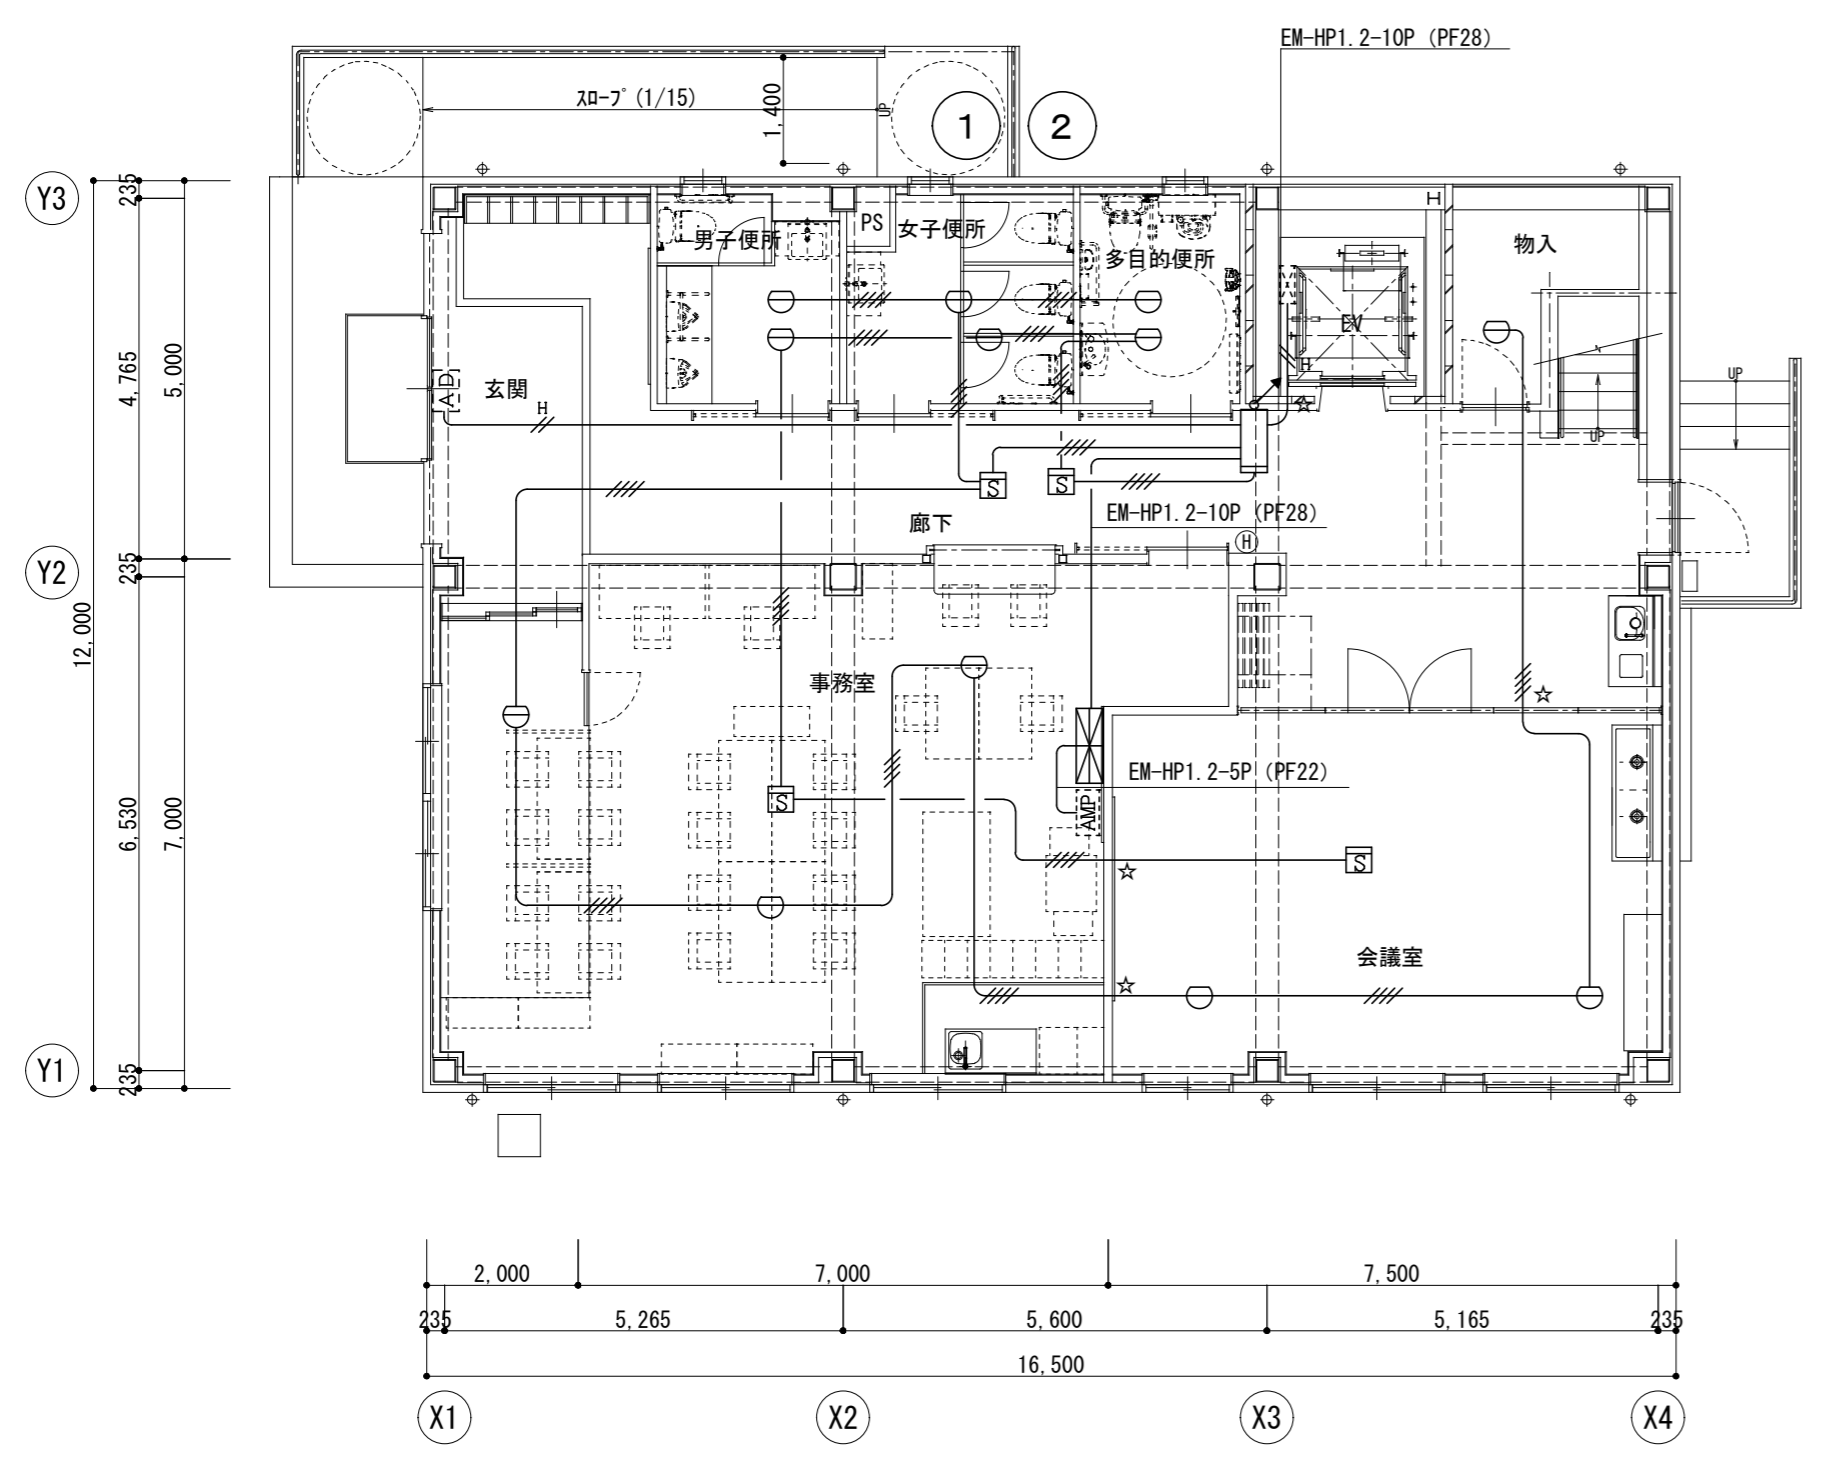 EM-HP1.2-10P (PF28)
ｽﾛｰﾌﾟ(1/15)
1,400
UP
1
2
Y3
235
H
PS
男子便所
女子便所
多目的便所
物入
EV
4,765
5,000
玄関
AD
H
H
UP
UP
S
S
EM-HP1.2-10P (PF28)
廊下
H
Y2
235
12,000
事務室
EM-HP1.2-5P (PF22)
S
AMP
6,530
7,000
S
会議室
Y1
235
2,000
7,000
7,500
235
5,265
5,600
5,165
235
16,500
X1
X2
X3
X4